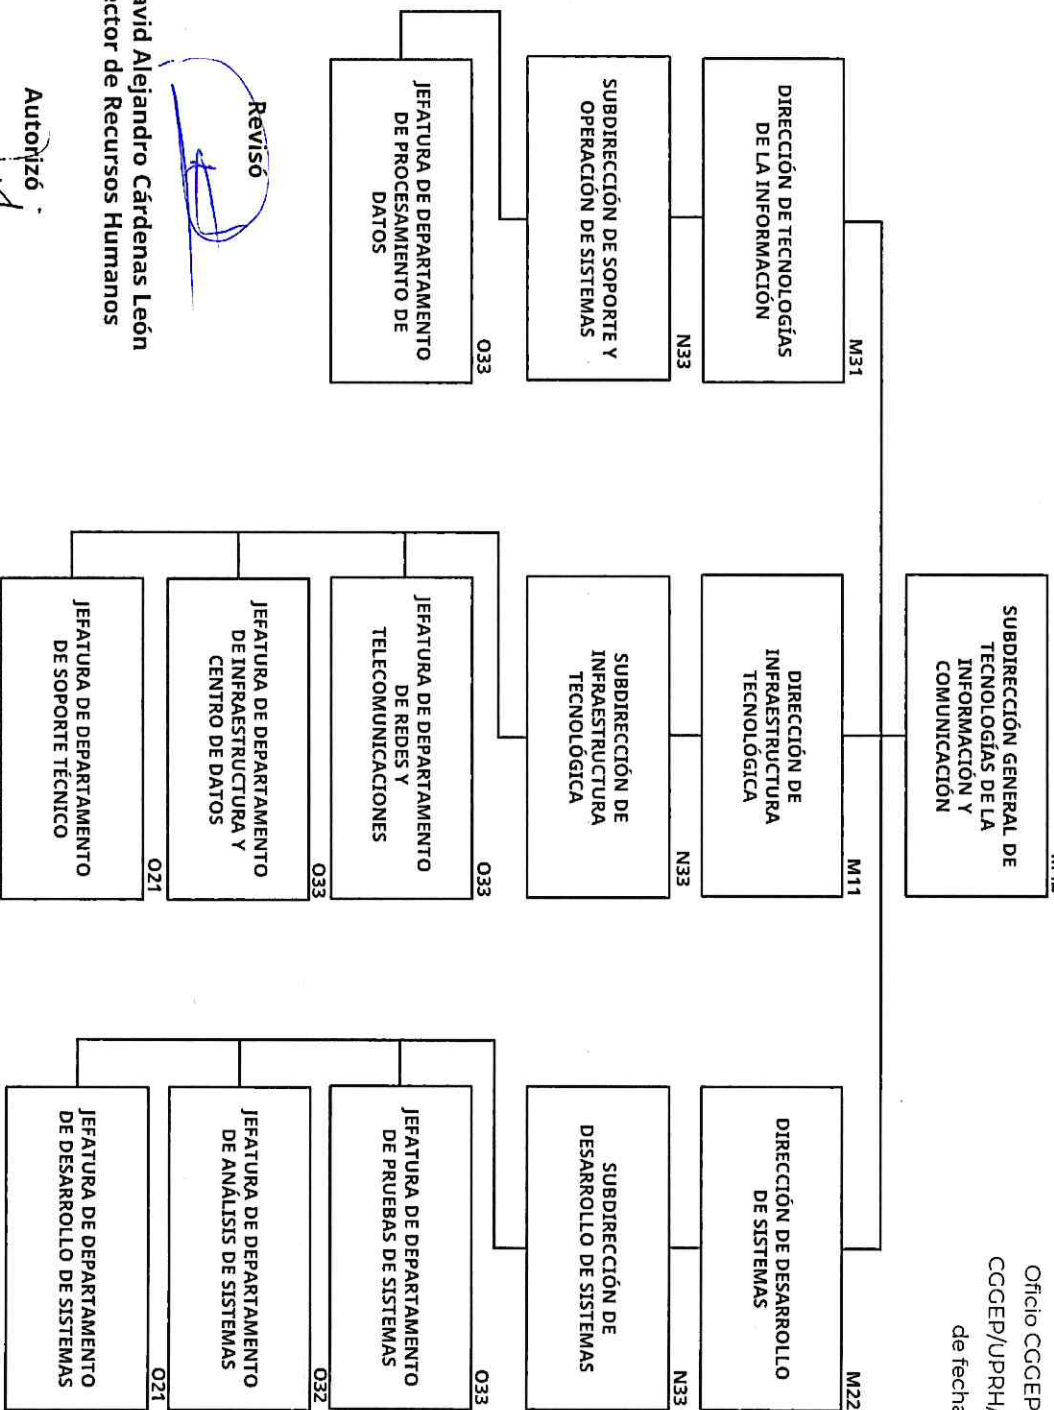 Oficio CGGEP
CGGEP/UPRH,
de fecha
SUBDIRECCIÓN GENERAL DE
TECNOLOGÍAS DE LA
INFORMACIÓN Y
COMUNICACIÓN
M31
DIRECCIÓN DE TECNOLOGÍAS
DE LA INFORMACIÓN
M11
DIRECCIÓN DE
INFRAESTRUCTURA
TECNOLÓGICA
M22
DIRECCIÓN DE DESARROLLO
DE SISTEMAS
N33
SUBDIRECCIÓN DE SOPORTE Y
OPERACIÓN DE SISTEMAS
N33
SUBDIRECCIÓN DE
INFRAESTRUCTURA
TECNOLÓGICA
N33
SUBDIRECCIÓN DE
DESARROLLO DE SISTEMAS
O33
JEFATURA DE DEPARTAMENTO
DE PROCESAMIENTO DE
DATOS
O33
JEFATURA DE DEPARTAMENTO
DE REDES Y
TELECOMUNICACIONES
O33
JEFATURA DE DEPARTAMENTO
DE PRUEBAS DE SISTEMAS
O33
JEFATURA DE DEPARTAMENTO
DE INFRAESTRUCTURA Y
CENTRO DE DATOS
O32
JEFATURA DE DEPARTAMENTO
DE ANÁLISIS DE SISTEMAS
O21
JEFATURA DE DEPARTAMENTO
DE SOPORTE TÉCNICO
O21
JEFATURA DE DEPARTAMENTO
DE DESARROLLO DE SISTEMAS
Revisó
avid Alejandro Cárdenas León
ector de Recursos Humanos
Autorizó